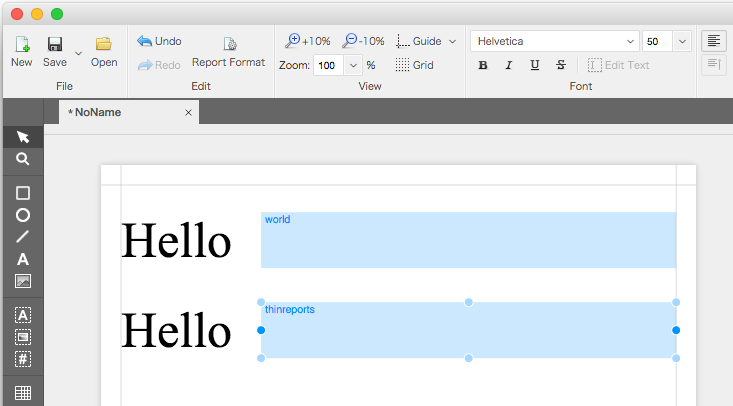 Undo +10% -10% Guide Helvetica 50
New Save Open Redo Report Format Zoom: 100 % Grid B I U S Edit Text
File Edit View Font
*NoName
Hello world
Hello thinreports
A
A
#